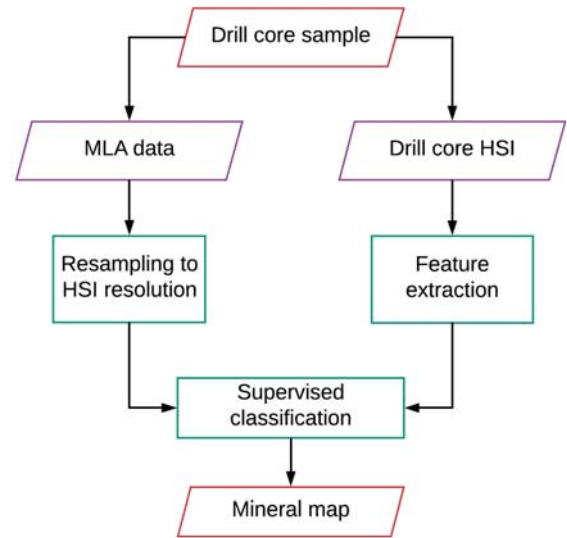 Drill core sample
MLA data
Drill core HSI
Resampling to
HSI resolution
Feature
extraction
Supervised
classification
Mineral map